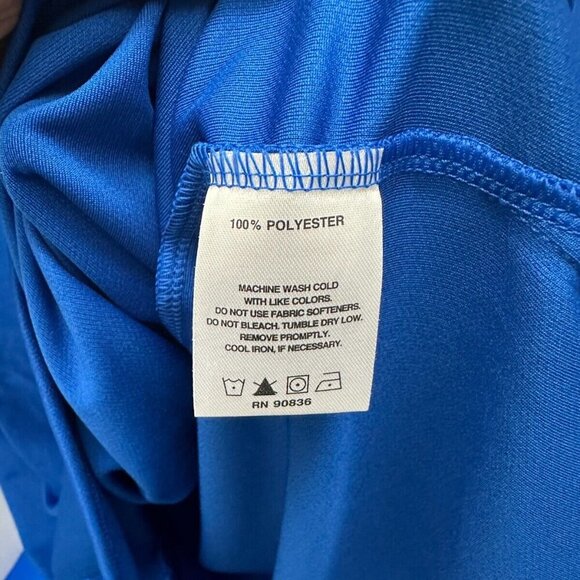 100% POLYESTER
MACHINE WASH COLD
WITH LIKE COLORS.
DO NOT USE FABRIC SOFTENERS.
DO NOT BLEACH. TUMBLE DRY LOW.
REMOVE PROMPTLY.
COOL IRON, IF NECESSARY.
RN 90836